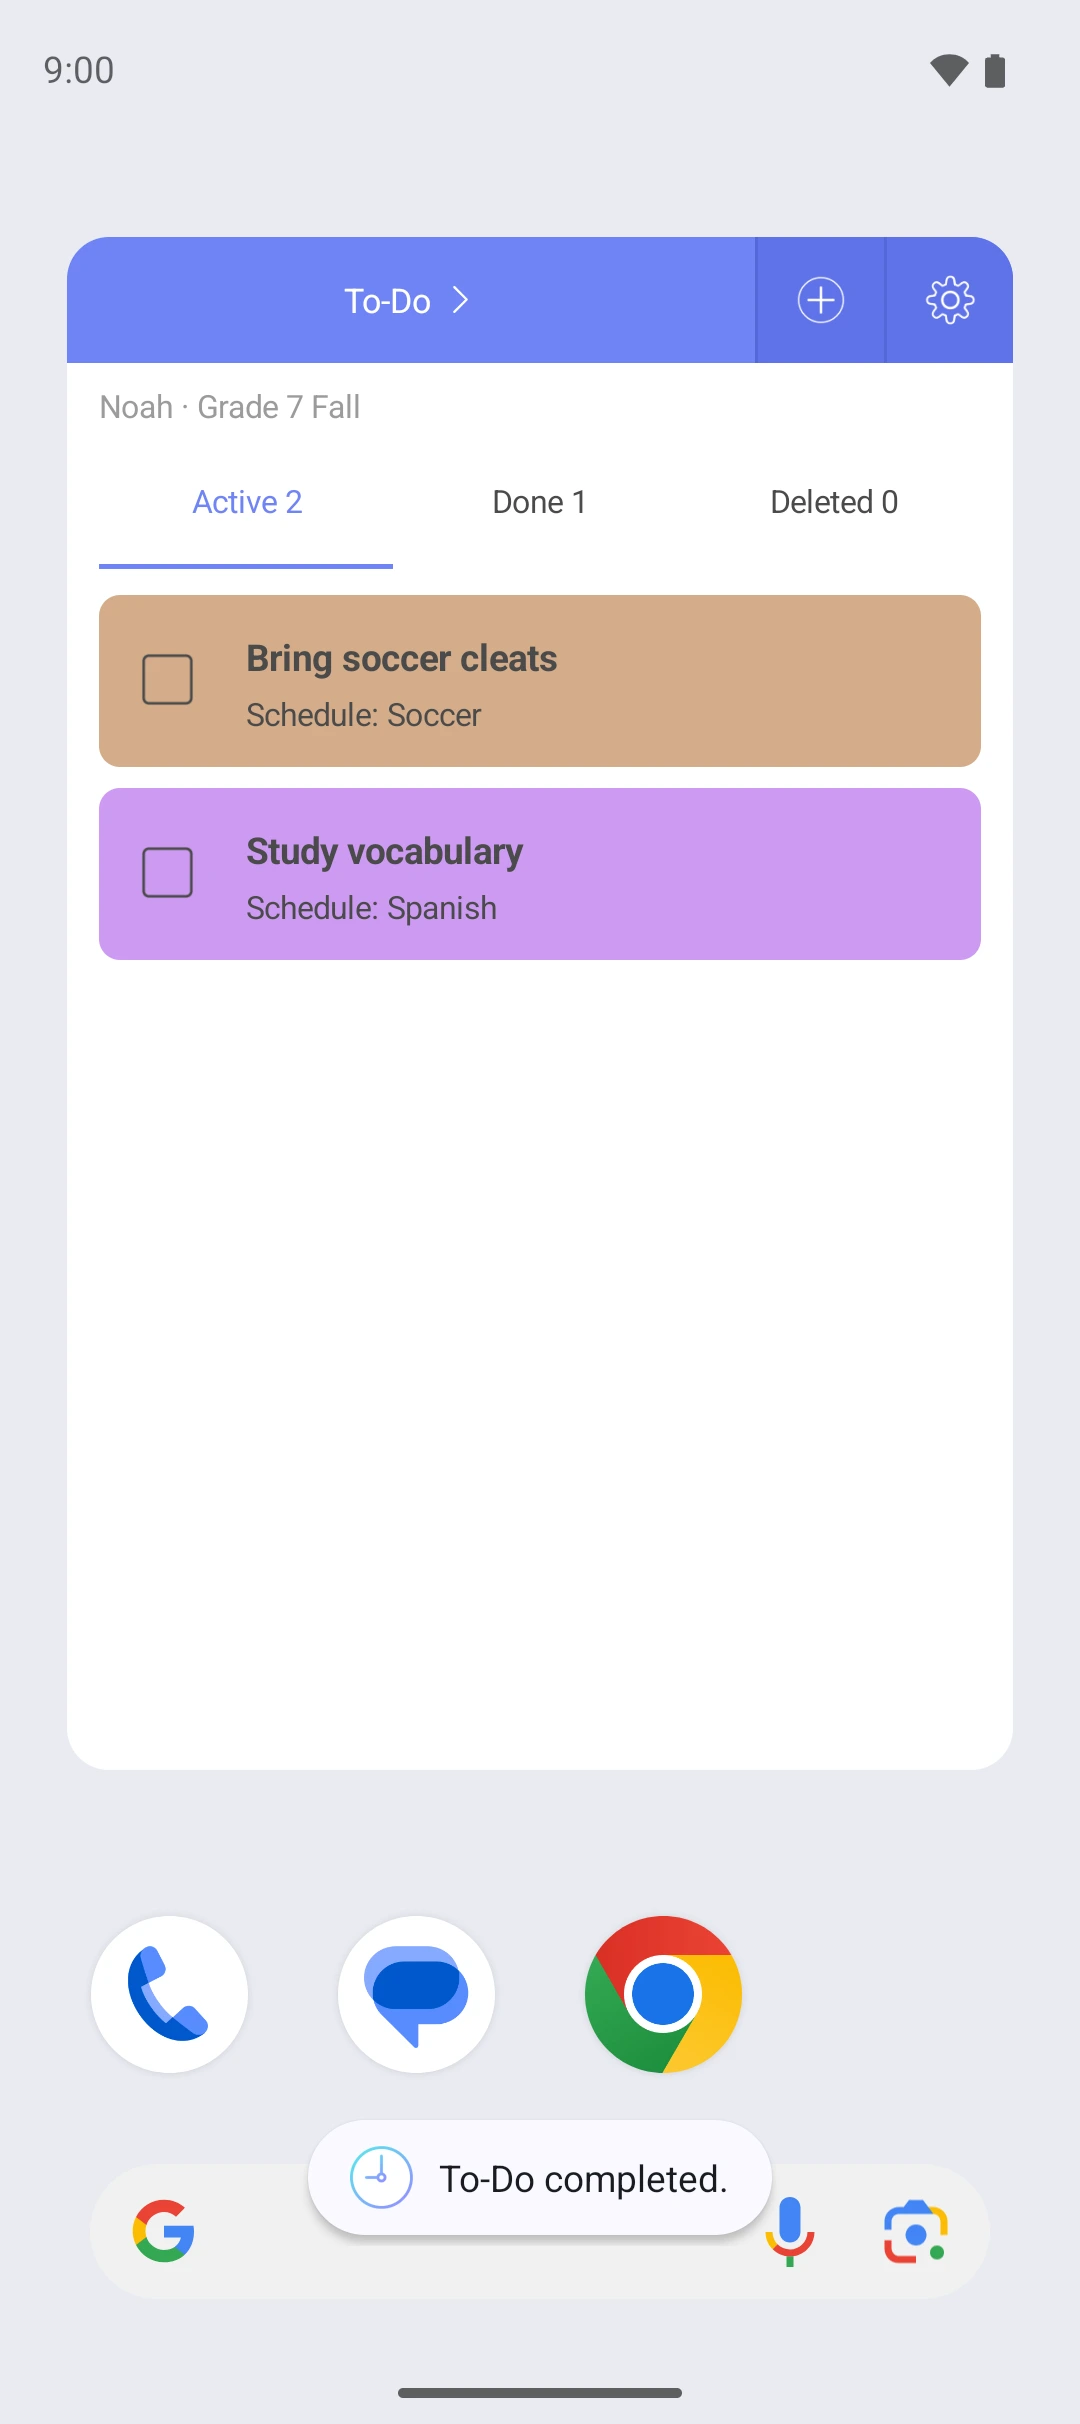 9:00
To-Do
Noah · Grade 7 Fall
Active 2
Done 1
Deleted 0
Bring soccer cleats
Schedule: Soccer
Study vocabulary
Schedule: Spanish
To-Do completed.